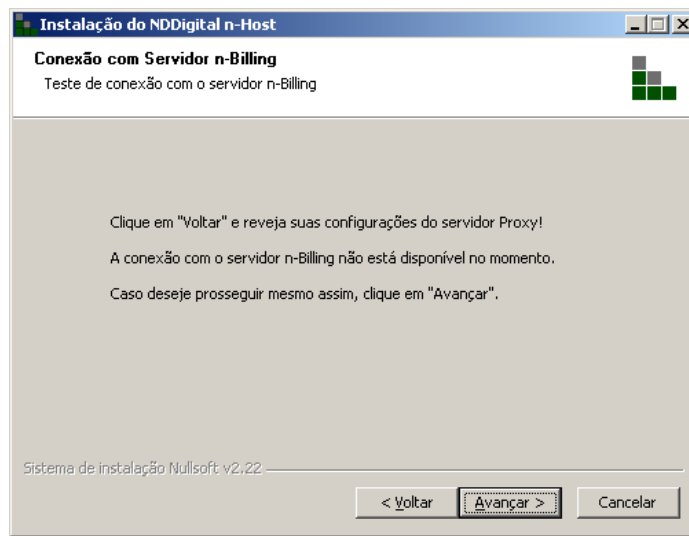 Instalação do NDDigital n-Host
Conexão com Servidor n-Billing
Teste de conexão com o servidor n-Billing
Clique em "Voltar" e reveja suas configurações do servidor Proxy!
A conexão com o servidor n-Billing não está disponível no momento.
Caso deseje prosseguir mesmo assim, clique em "Avançar".
Sistema de instalação Nullsoft v2.22
< Voltar Avançar > Cancelar